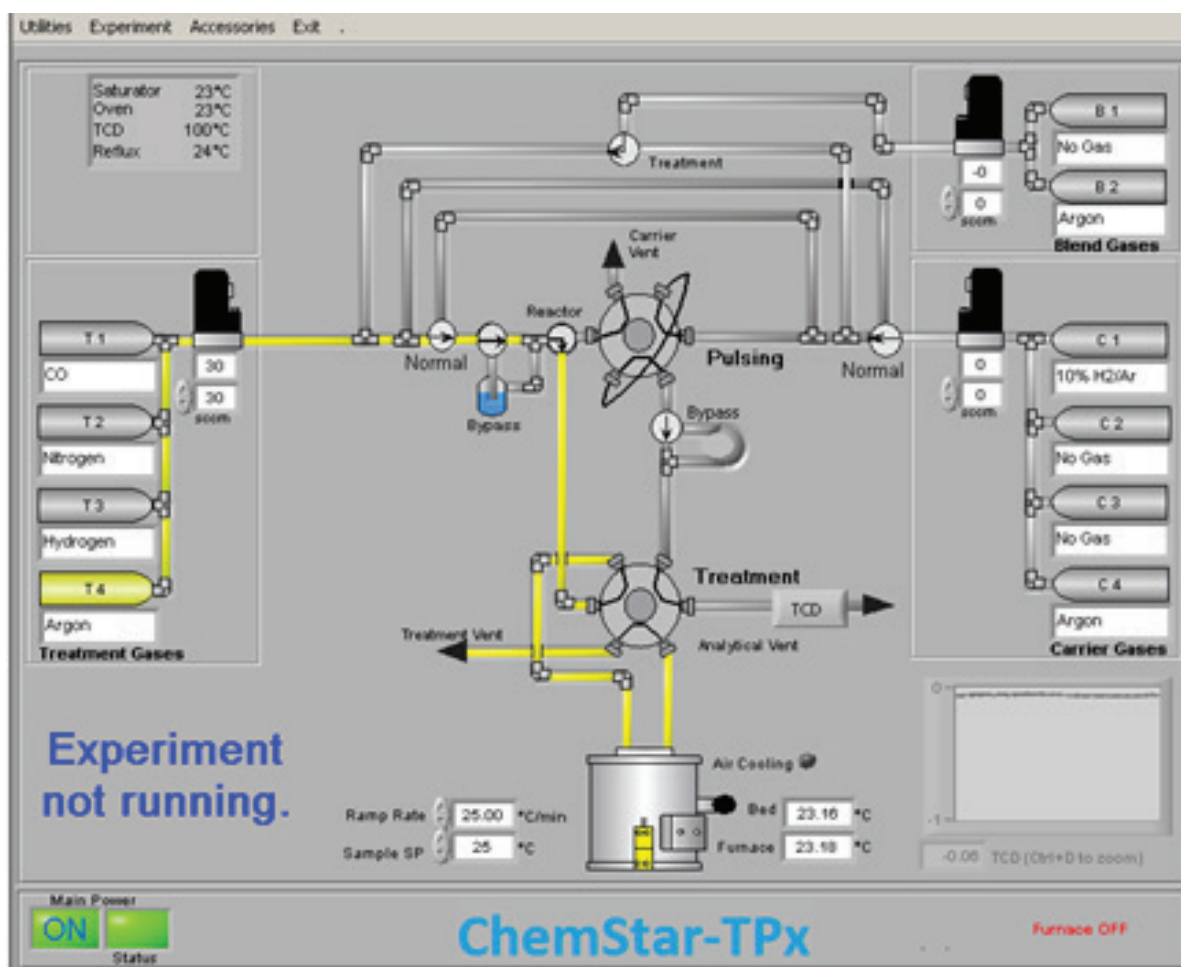 Utilities Experiment Accessories Exit .
Saturator 23°C
Oven 23°C
TCD 100°C
Reflux 24°C
Treatment
B 1
No Gas
B 2
Argon
Blend Gases
-0
0
sccm
Carrier
Vent
T 1
CO
T 2
Nitrogen
T 3
Hydrogen
T 4
Argon
Treatment Gases
30
30
sccm
Normal
Bypass
Reactor
Pulsing
Normal
Bypass
0
0
sccm
C 1
10% H2/Ar
C 2
No Gas
C 3
No Gas
C 4
Argon
Carrier Gases
Treatment
TCD
Treatment Vent
Analytical Vent
Experiment
not running.
Air Cooling
Ramp Rate 25.00 °C/min
Sample SP 25 °C
Bed 23.16 °C
Furnace 23.18 °C
0
-1
-0.06 TCD (Ctrl+D to zoom)
Main Power
ON
Status
ChemStar-TPx
Furnace OFF